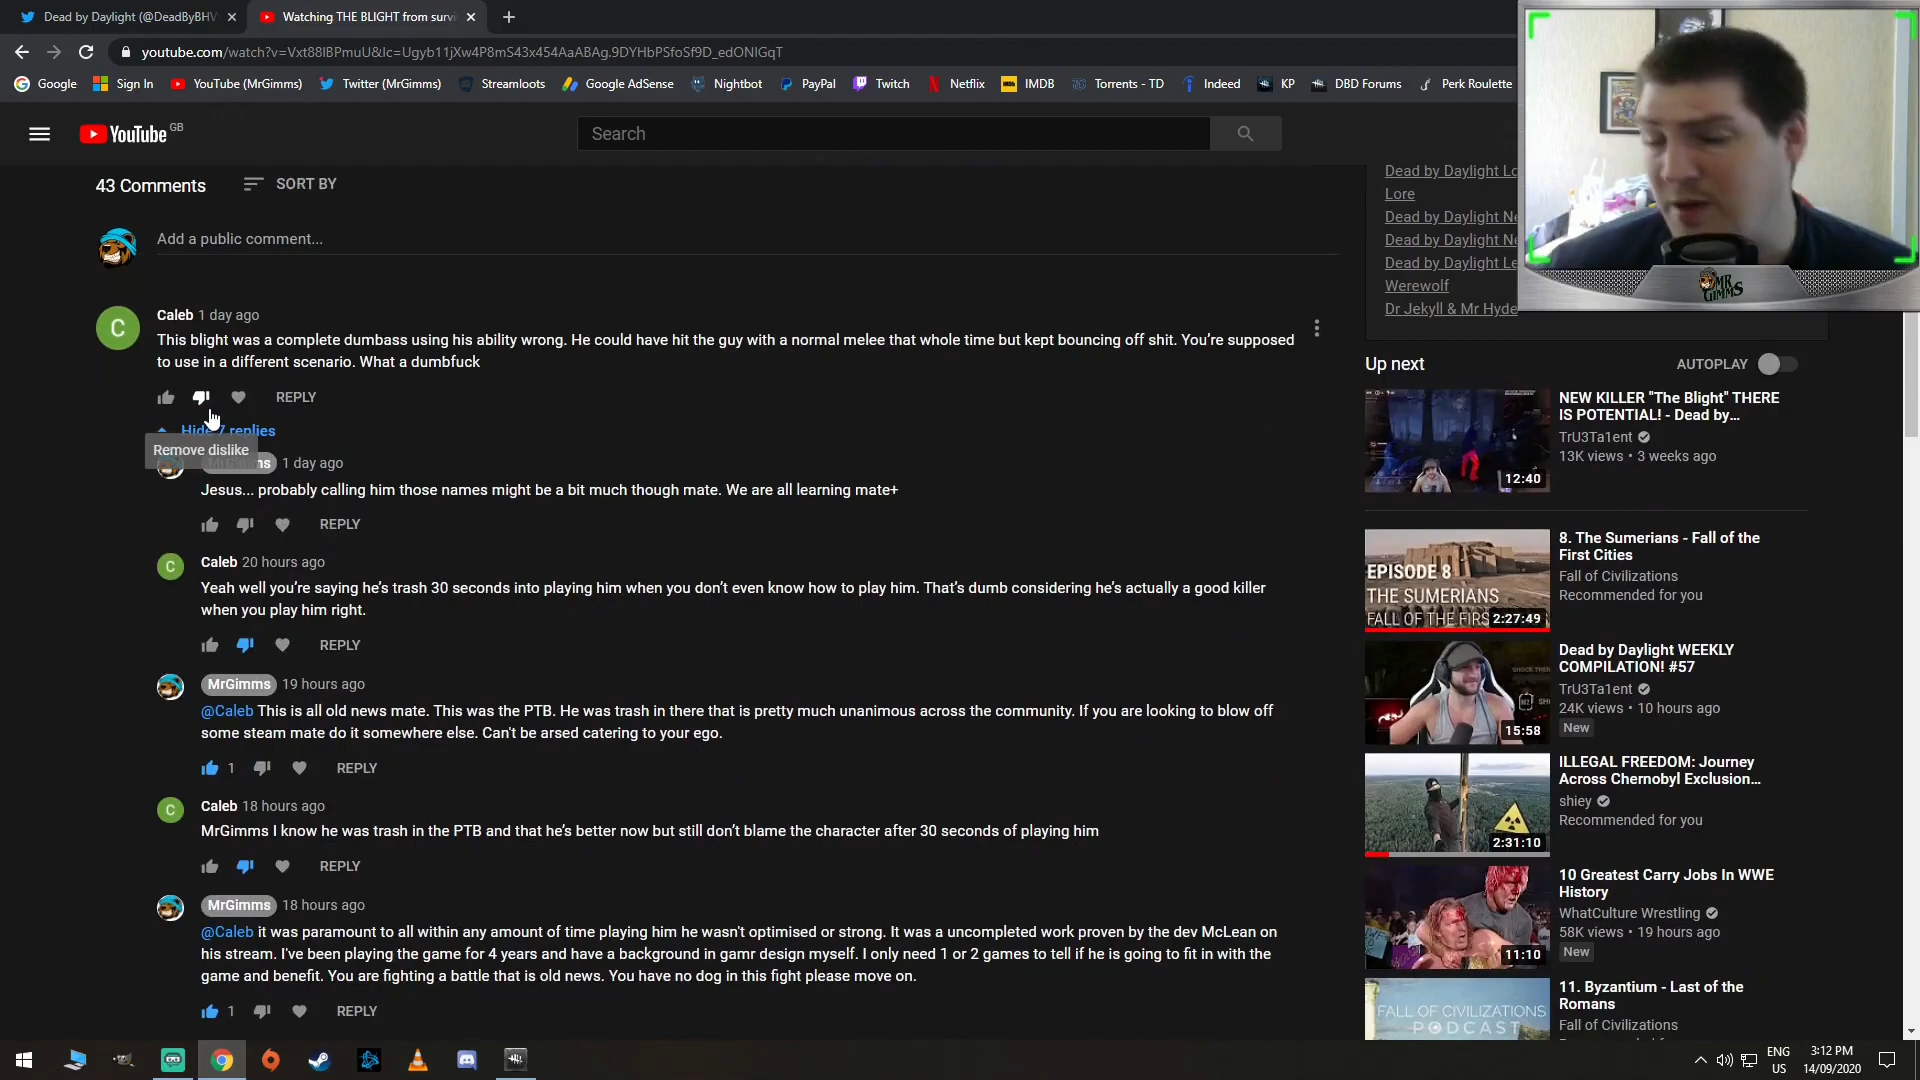 Dead by Daylight (@DeadByBHV
Watching THE BLIGHT from survi
youtube.com/watch?v=Vxt88IBPmuU&lc=Ugyb11jXw4P8mS43x454AaABAg.9DYHbPSfoSf9D_edONIGqT
Google Sign In YouTube (MrGimms) Twitter (MrGimms) Streamloots Google AdSense Nightbot PayPal Twitch Netflix IMDB Torrents - TD Indeed KP DBD Forums Perk Roulette
YouTube GB
Search
43 Comments SORT BY
Add a public comment...
Caleb 1 day ago
This blight was a complete dumbass using his ability wrong. He could have hit the guy with a normal melee that whole time but kept bouncing off shit. You're supposed
to use in a different scenario. What a dumbfuck
REPLY
Hide 7 replies
Remove dislike
1 day ago
Jesus... probably calling him those names might be a bit much though mate. We are all learning mate+
REPLY
Caleb 20 hours ago
Yeah well you're saying he's trash 30 seconds into playing him when you don't even know how to play him. That's dumb considering he's actually a good killer
when you play him right.
REPLY
MrGimms 19 hours ago
@Caleb This is all old news mate. This was the PTB. He was trash in there that is pretty much unanimous across the community. If you are looking to blow off
some steam mate do it somewhere else. Can't be arsed catering to your ego.
1 REPLY
Caleb 18 hours ago
MrGimms I know he was trash in the PTB and that he's better now but still don't blame the character after 30 seconds of playing him
REPLY
MrGimms 18 hours ago
@Caleb it was paramount to all within any amount of time playing him he wasn't optimised or strong. It was a uncompleted work proven by the dev McLean on
his stream. I've been playing the game for 4 years and have a background in gamr design myself. I only need 1 or 2 games to tell if he is going to fit in with the
game and benefit. You are fighting a battle that is old news. You have no dog in this fight please move on.
1 REPLY
Dead by Daylight Lo
Lore
Dead by Daylight Ne
Dead by Daylight Ne
Dead by Daylight Le
Werewolf
Dr Jekyll & Mr Hyde
MR GIMMS
Up next AUTOPLAY
NEW KILLER "The Blight" THERE
IS POTENTIAL! - Dead by...
TrU3Ta1ent
13K views • 3 weeks ago
12:40
8. The Sumerians - Fall of the
First Cities
Fall of Civilizations
Recommended for you
EPISODE 8
THE SUMERIANS
FALL OF THE FIRS
2:27:49
Dead by Daylight WEEKLY
COMPILATION! #57
TrU3Ta1ent
24K views • 10 hours ago
New
15:58
ILLEGAL FREEDOM: Journey
Across Chernobyl Exclusion...
shiey
Recommended for you
2:31:10
10 Greatest Carry Jobs In WWE
History
WhatCulture Wrestling
58K views • 19 hours ago
New
11:10
11. Byzantium - Last of the
Romans
Fall of Civilizations
FALL OF CIVILIZATIONS
PODCAST
ENG
US
3:12 PM
14/09/2020